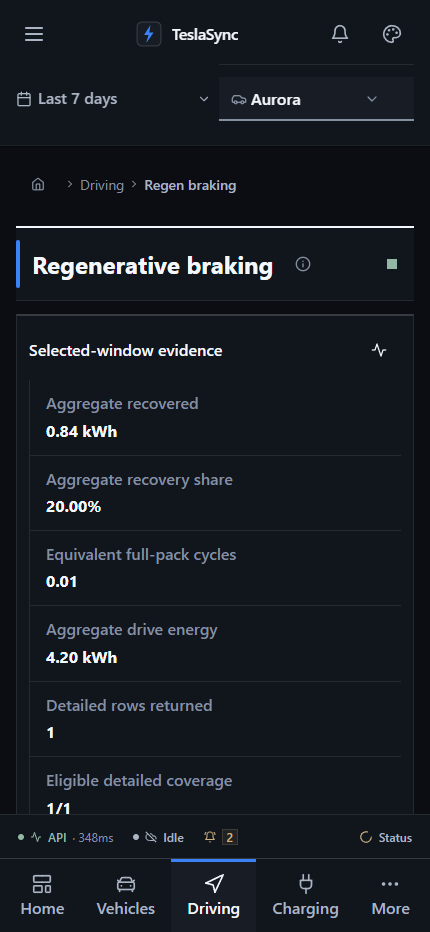 TeslaSync
Last 7 days
Aurora
Driving
Regen braking
Regenerative braking
Selected-window evidence
Aggregate recovered
0.84 kWh
Aggregate recovery share
20.00%
Equivalent full-pack cycles
0.01
Aggregate drive energy
4.20 kWh
Detailed rows returned
1
Eligible detailed coverage
1/1
API · 348ms
Idle
2
Status
Home
Vehicles
Driving
Charging
More